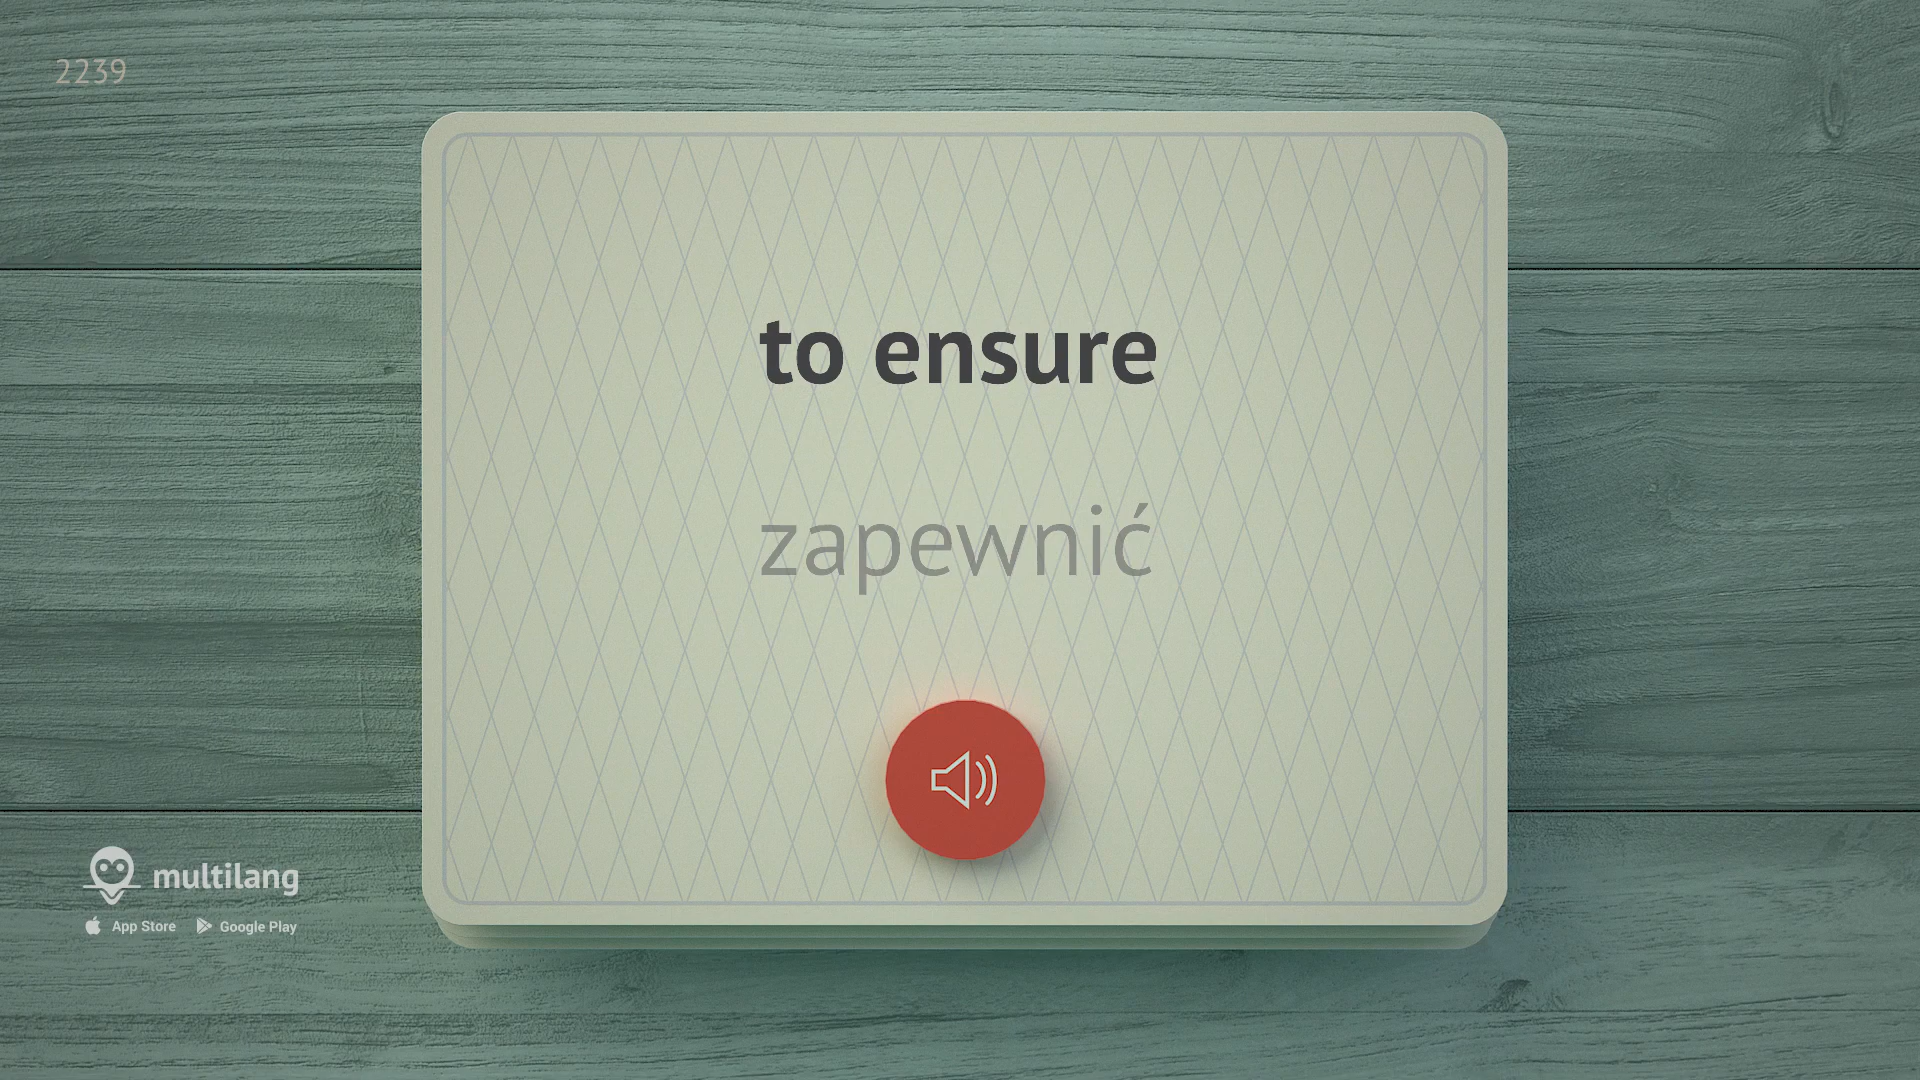 2239
to ensure
zapewnić
multilang
App Store Google Play